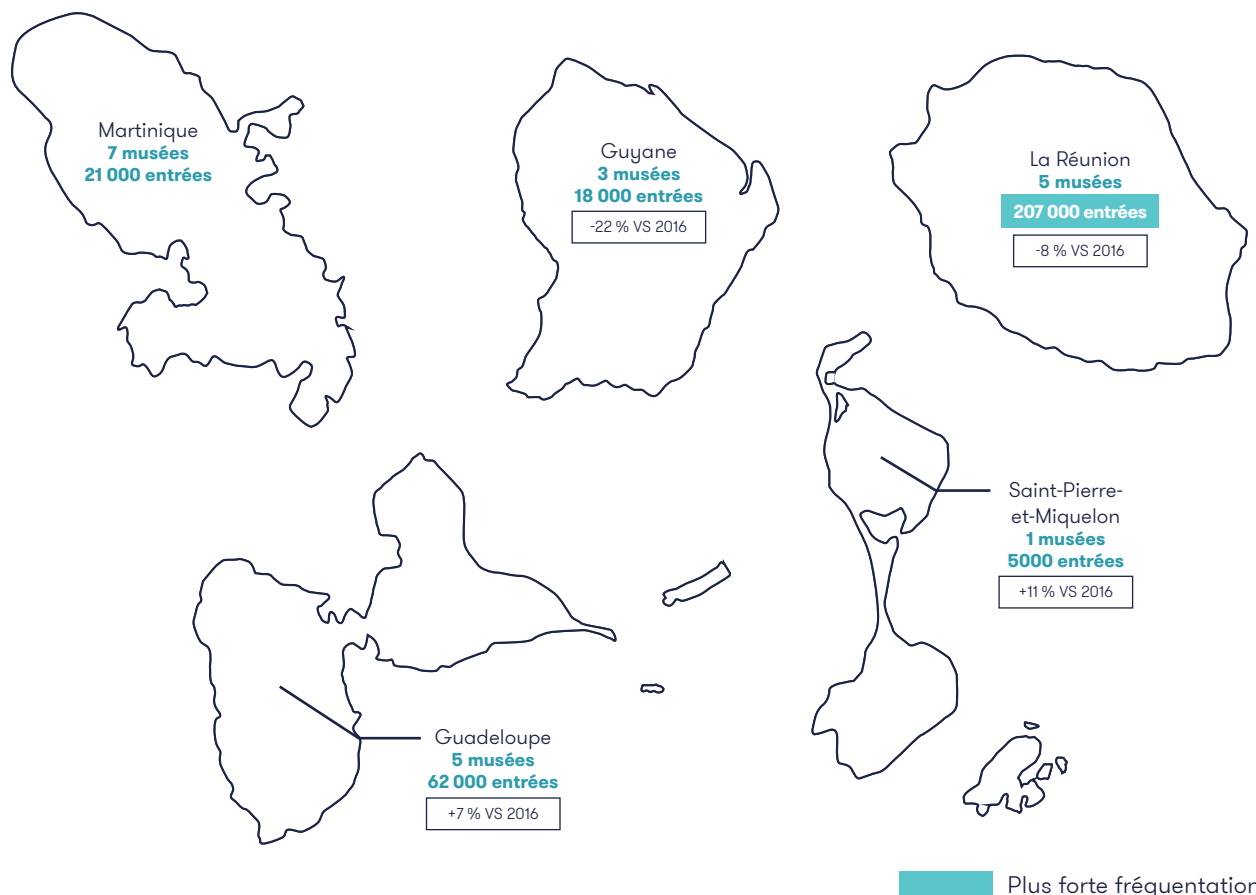 Martinique
7 musées
21 000 entrées
Guyane
3 musées
18 000 entrées
-22 % VS 2016
La Réunion
5 musées
207 000 entrées
-8 % VS 2016
Saint-Pierre-
et-Miquelon
1 musées
5000 entrées
+11 % VS 2016
Guadeloupe
5 musées
62 000 entrées
+7 % VS 2016
Plus forte fréquentation